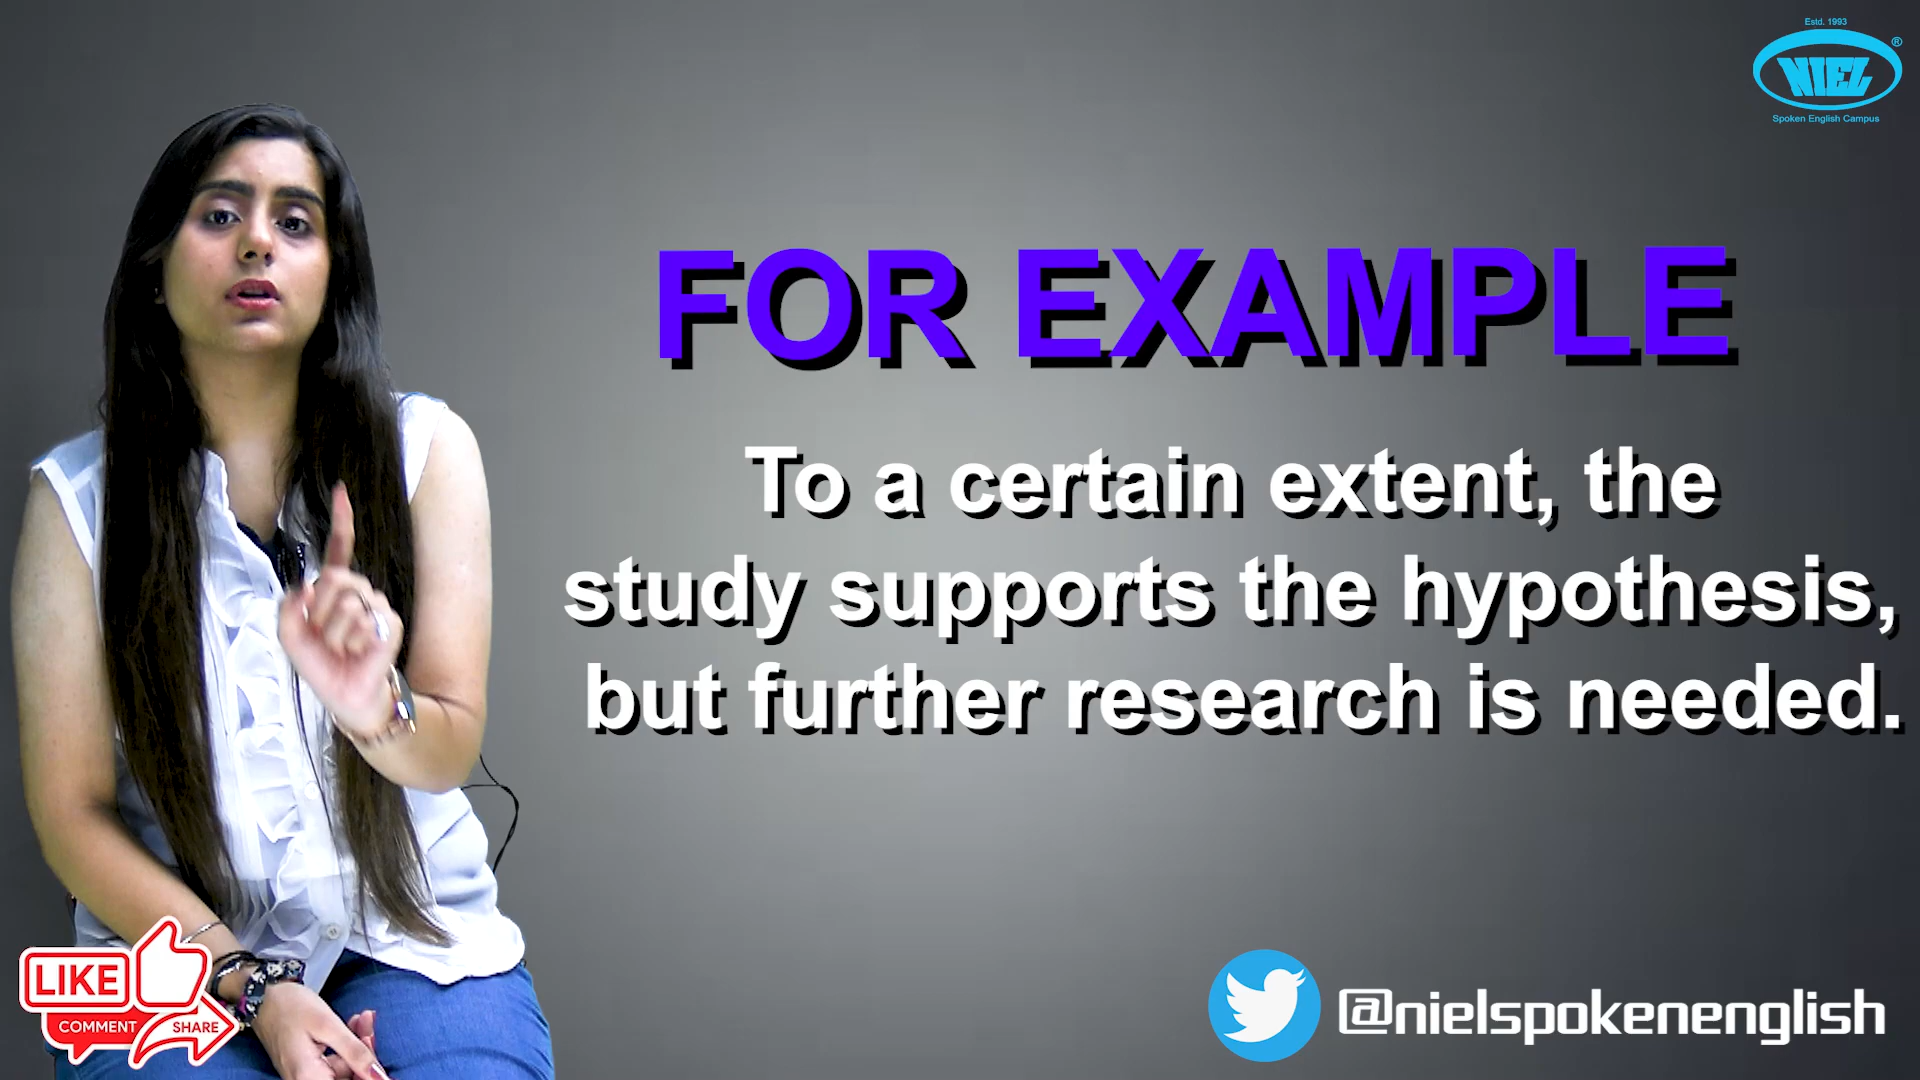 Estd. 1993
NIEL
®
Spoken English Campus
FOR EXAMPLE
To a certain extent, the
study supports the hypothesis,
but further research is needed.
LIKE
COMMENT
SHARE
@nielspokenenglish